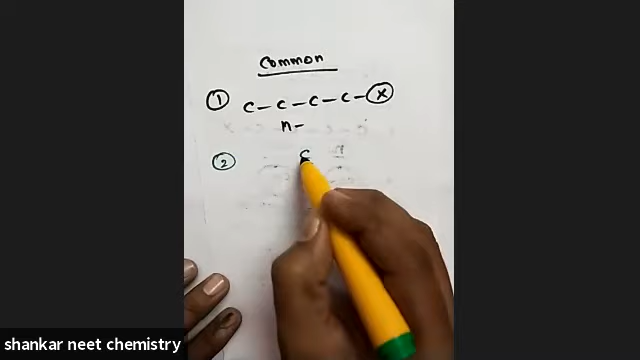 Common
① C – C – C – C – X
n –
② C
shankar neet chemistry